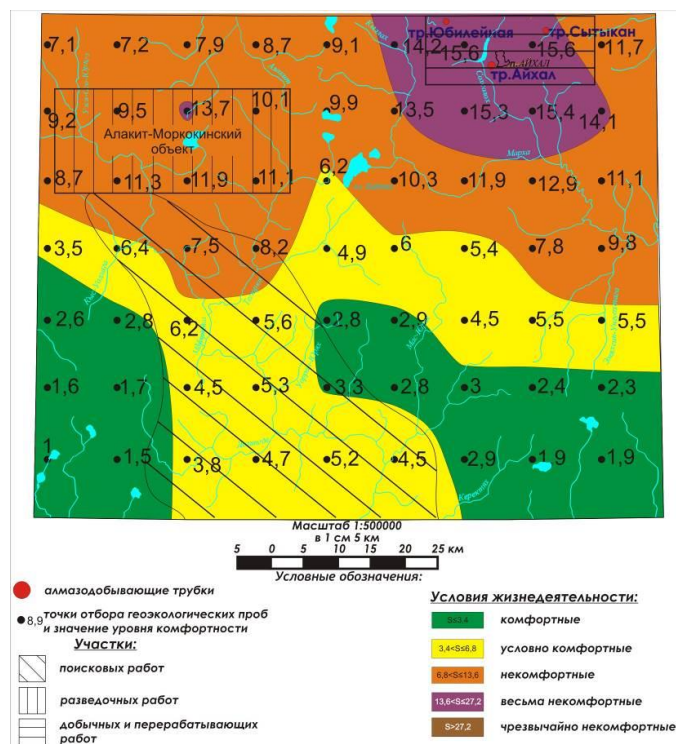 тр.Юбилейная
тр.Сытыкан
7,1 7,2 7,9 8,7 9,1 14,2 15,6 15,6 11,7
п.АЙХАЛ
тр.Айхал
9,2 9,5 13,7 10,1 9,9 13,5 15,3 15,4 14,1
Алакит-Моркокинский
объект
Марха
8,7 11,3 11,9 11,1 6,2 10,3 11,9 12,9 11,1
3,5 6,4 7,5 8,2 4,9 6 5,4 7,8 9,8
2,6 2,8 6,2 5,6 2,8 2,9 4,5 5,5 5,5
1,6 1,7 4,5 5,3 3,3 2,8 3 2,4 2,3
1 1,5 3,8 4,7 5,2 4,5 2,9 1,9 1,9
Масштаб 1:500000
в 1 см 5 км
5 0 5 10 15 20 25 км
Условные обозначения:
алмазодобывающие трубки
8,9 точки отбора геоэкологических проб
и значение уровня комфортности
Участки:
поисковых работ
разведочных работ
добычных и перерабатывающих
работ
Условия жизнедеятельности:
S≤3,4 комфортные
3,4<S≤6,8 условно комфортные
6,8<S≤13,6 некомфортные
13,6<S≤27,2 весьма некомфортные
S>27,2 чрезвычайно некомфортные